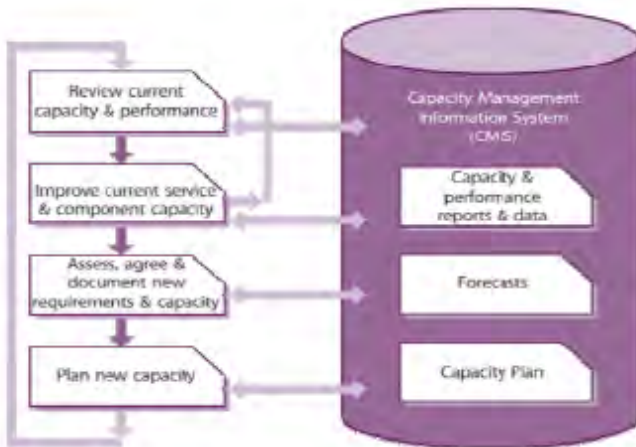 Review current
capacity & performance
Improve current service
& component capacity
Assess, agree &
document new
requirements & capacity
Plan new capacity
Capacity Management
Information System
(CMIS)
Capacity &
performance
reports & data
Forecasts
Capacity Plan